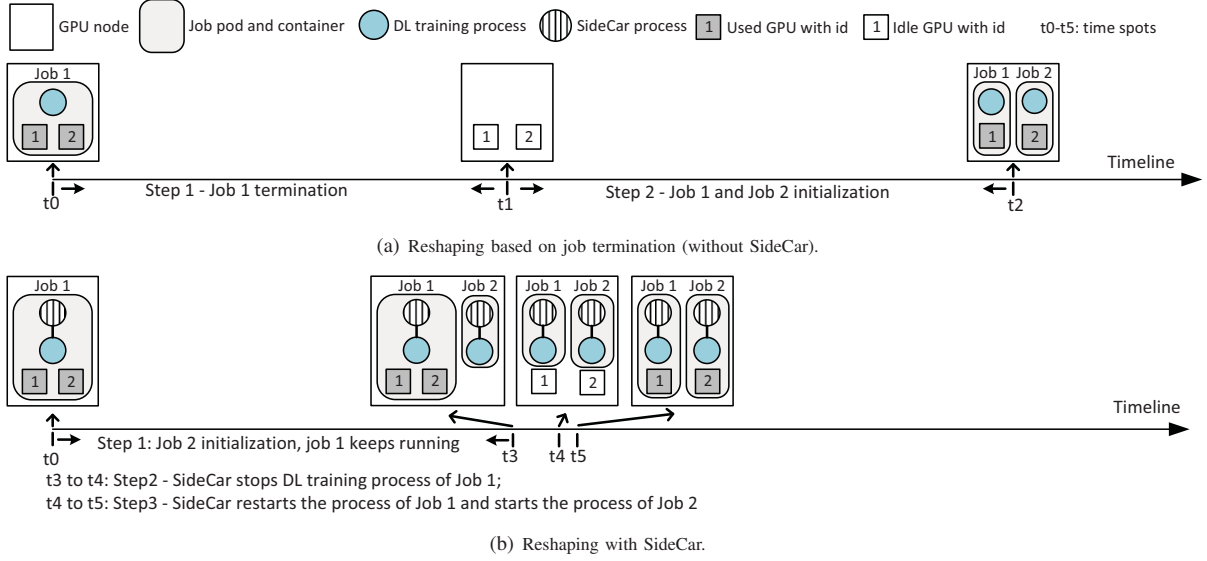 GPU node
Job pod and container
DL training process
SideCar process
1 Used GPU with id
1 Idle GPU with id
t0-t5: time spots
Job 1
1 2
1 2
Job 1 Job 2
1 2
Timeline
Step 1 - Job 1 termination
Step 2 - Job 1 and Job 2 initialization
t0 t1 t2
(a) Reshaping based on job termination (without SideCar).
Job 1
1 2
Job 1 Job 2
1 2
Job 1 Job 2
1 2
Job 1 Job 2
1 2
Timeline
Step 1: Job 2 initialization, job 1 keeps running
t0 t3 t4 t5
t3 to t4: Step2 - SideCar stops DL training process of Job 1;
t4 to t5: Step3 - SideCar restarts the process of Job 1 and starts the process of Job 2
(b) Reshaping with SideCar.